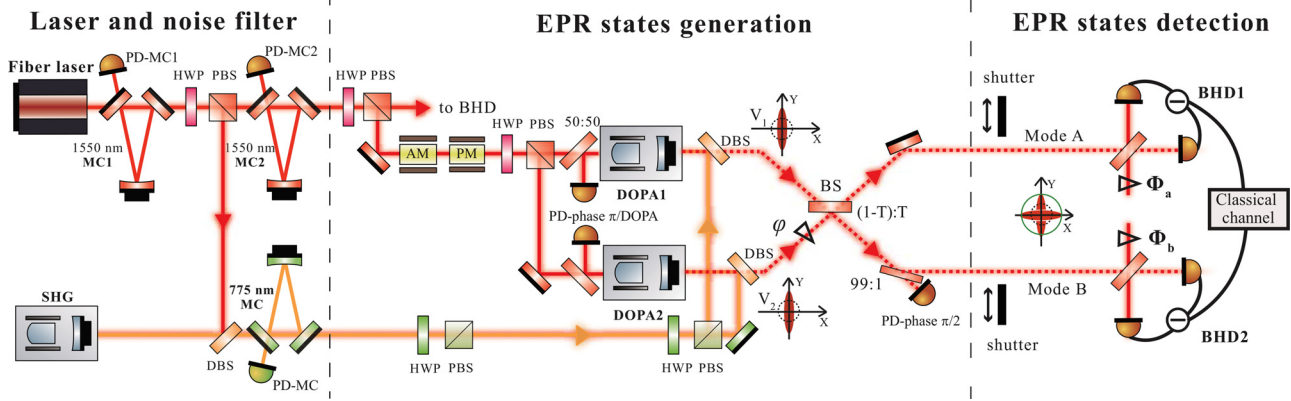 Laser and noise filter
EPR states generation
EPR states detection
Fiber laser
PD-MC1
HWP PBS
PD-MC2
1550 nm
MC1
1550 nm
MC2
HWP PBS
to BHD
AM
PM
HWP
PBS
50:50
DOPA1
PD-phase π/DOPA
DOPA2
DBS
V1
Y
X
BS
(1-T):T
φ
DBS
V2
Y
X
99:1
PD-phase π/2
shutter
Mode A
BHD1
Φa
Y
X
Classical
channel
Φb
Mode B
shutter
BHD2
SHG
775 nm
MC
DBS
PD-MC
HWP
PBS
HWP PBS